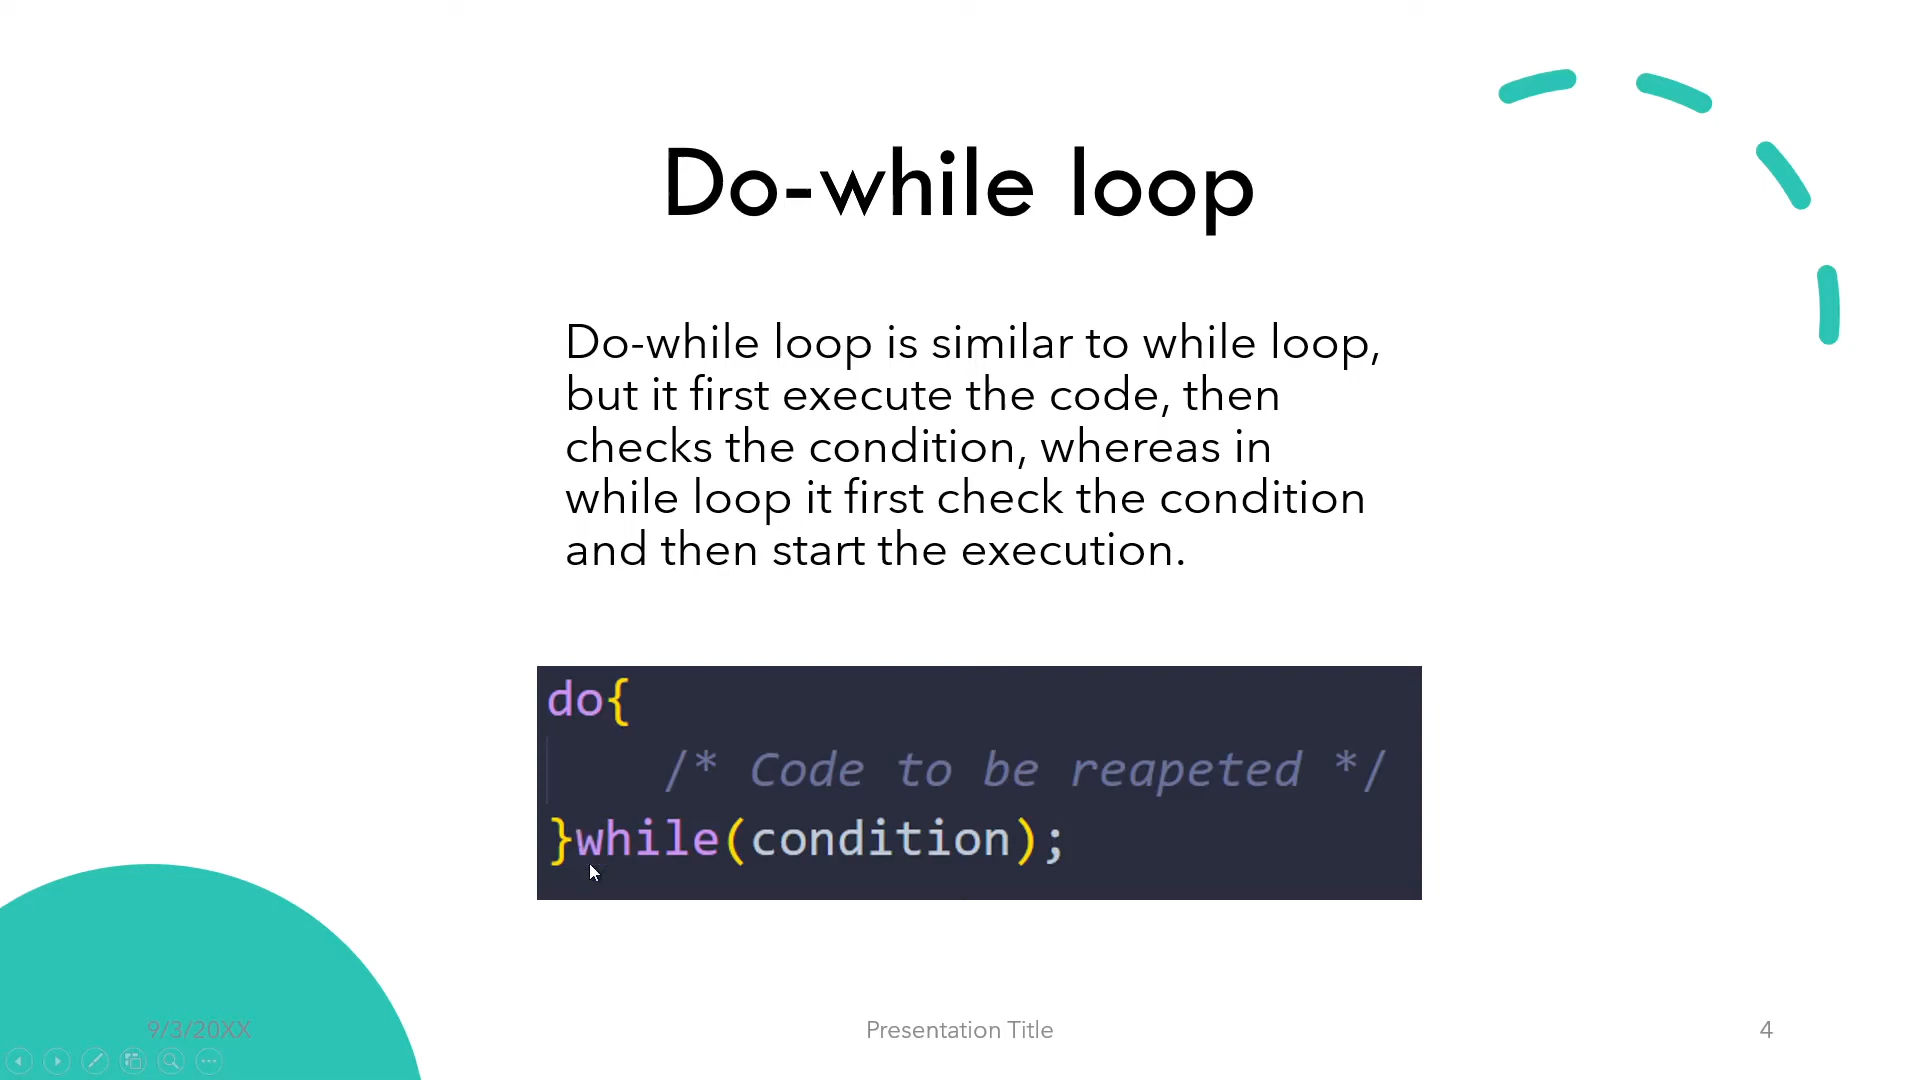 Do-while loop
Do-while loop is similar to while loop,
but it first execute the code, then
checks the condition, whereas in
while loop it first check the condition
and then start the execution.
do{
/* Code to be reapeted */
}while(condition);
9/3/20XX
Presentation Title
4